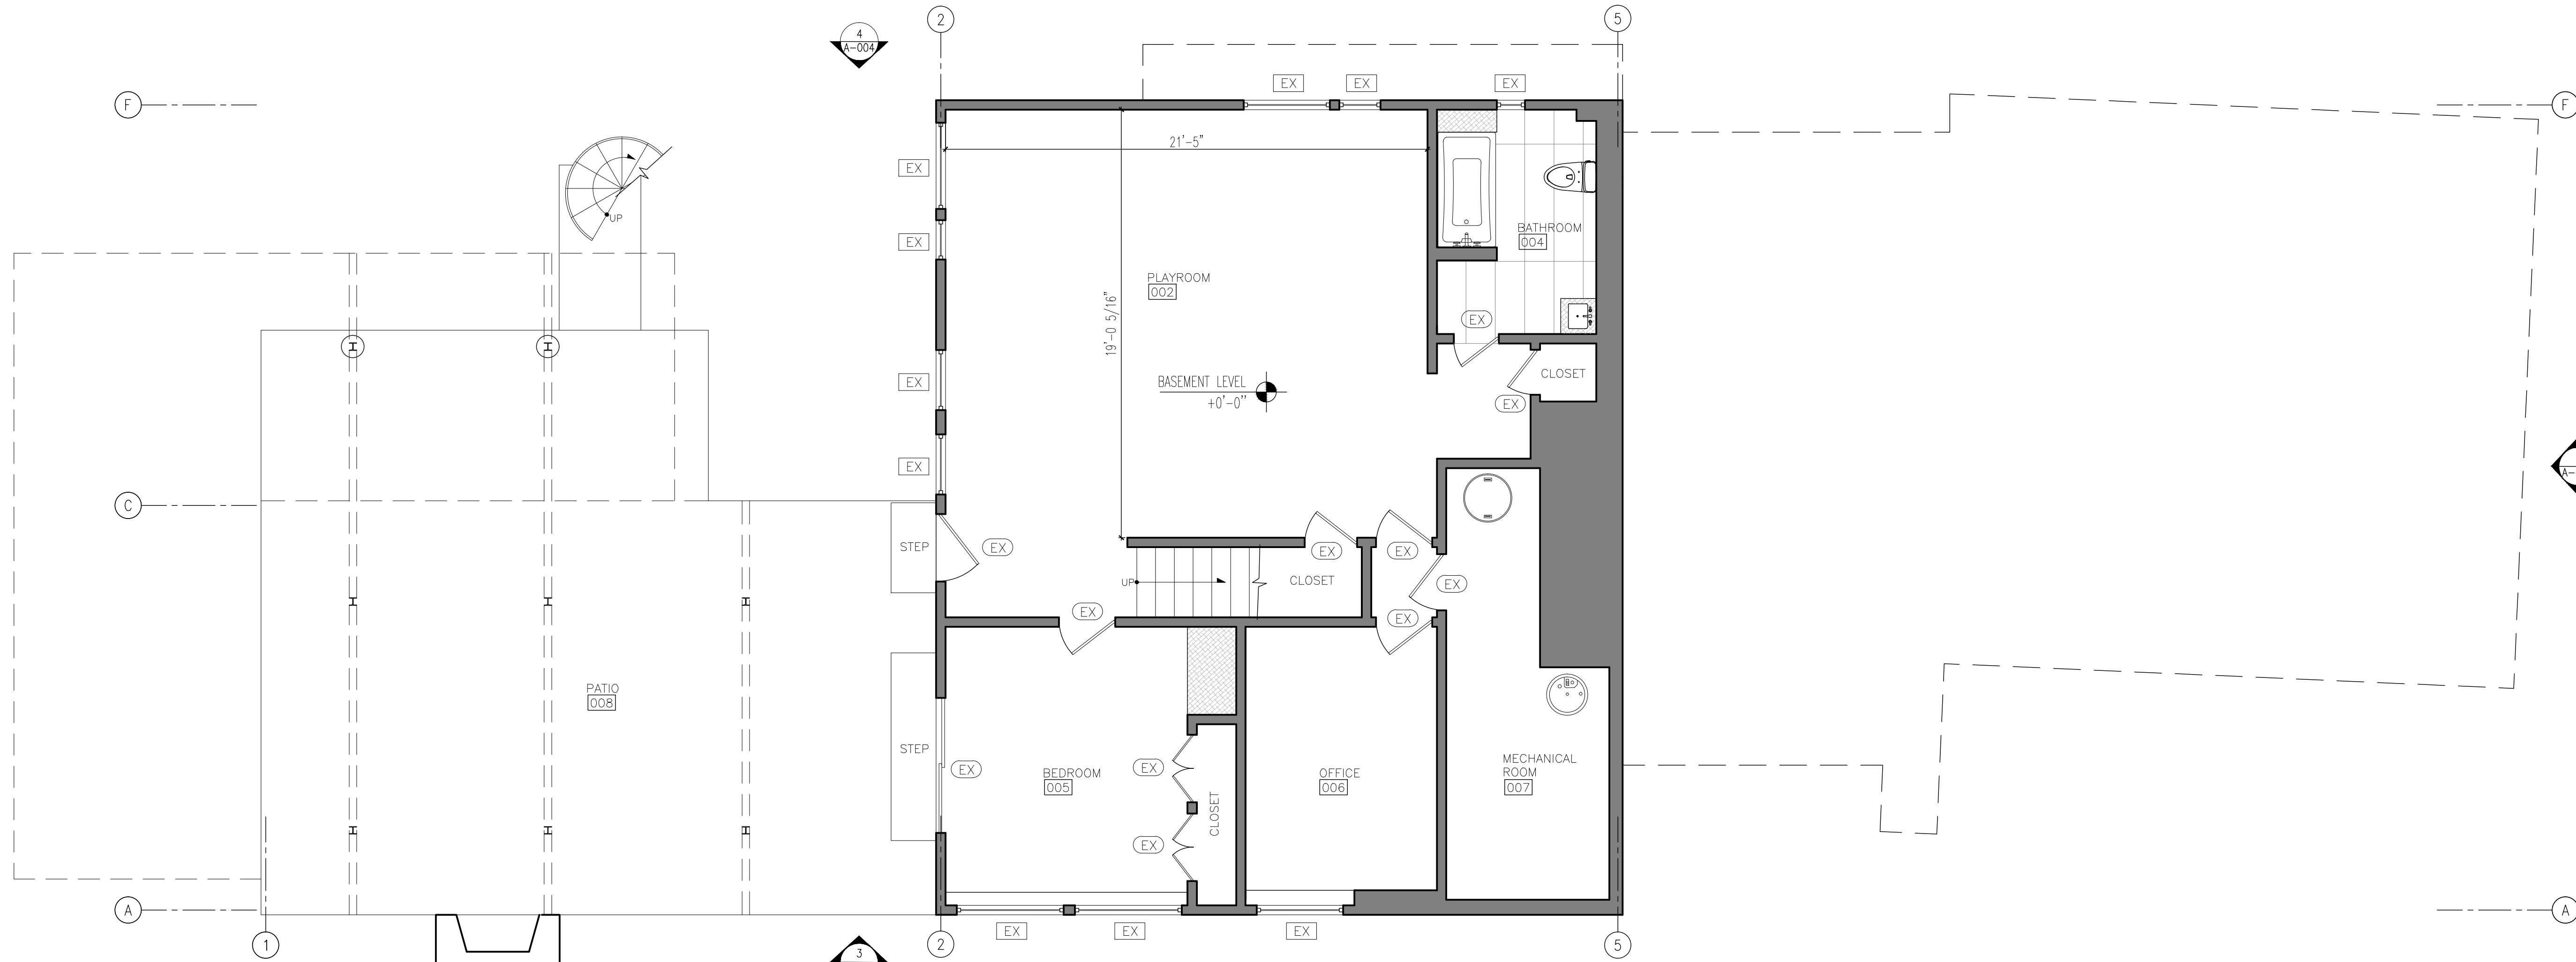 2
5
4
A-004
EX
EX
EX
F
F
21'-5"
EX
UP
BATHROOM
004
EX
PLAYROOM
002
19'-0 5/16"
EX
EX
BASEMENT LEVEL
+0'-0"
CLOSET
EX
EX
A-
C
STEP
EX
EX
EX
UP
CLOSET
EX
EX
EX
PATIO
008
STEP
EX
BEDROOM
005
EX
EX
CLOSET
OFFICE
006
MECHANICAL
ROOM
007
A
A
1
2
EX
EX
EX
5
3